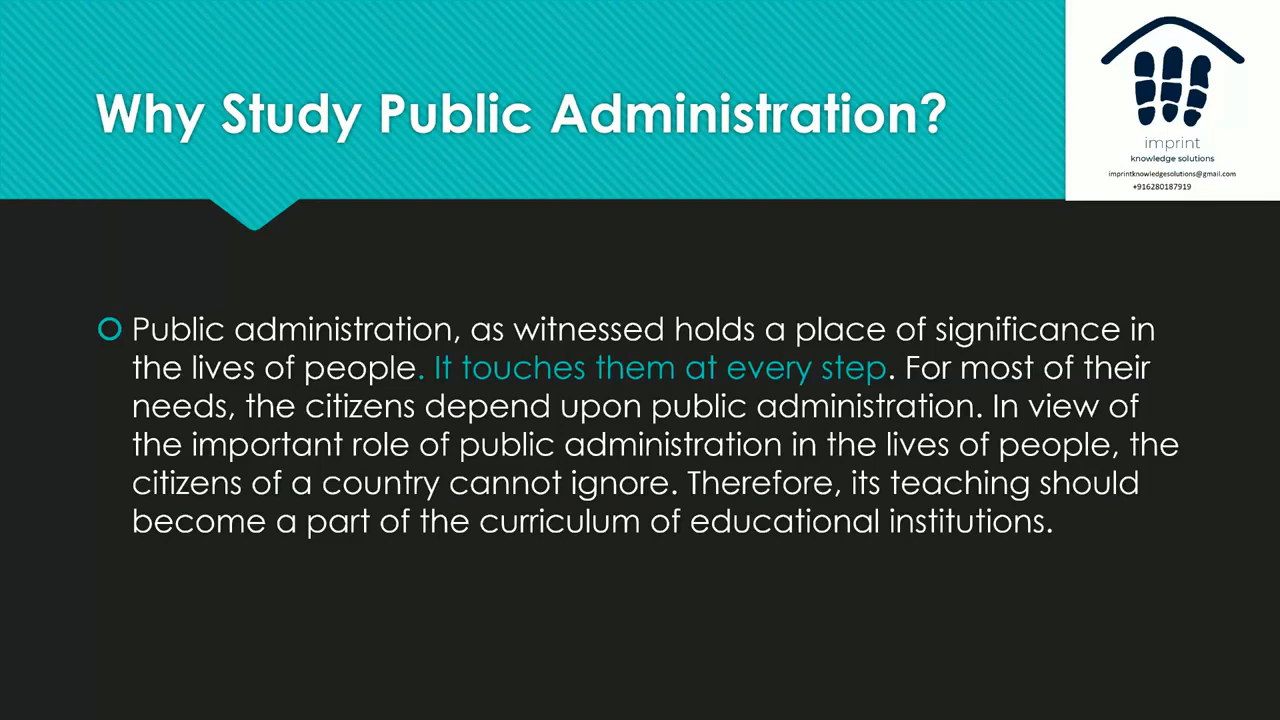 Why Study Public Administration?
imprint
knowledge solutions
imprintknowledgesolutions@gmail.com
+916280187919
Public administration, as witnessed holds a place of significance in
the lives of people. It touches them at every step. For most of their
needs, the citizens depend upon public administration. In view of
the important role of public administration in the lives of people, the
citizens of a country cannot ignore. Therefore, its teaching should
become a part of the curriculum of educational institutions.